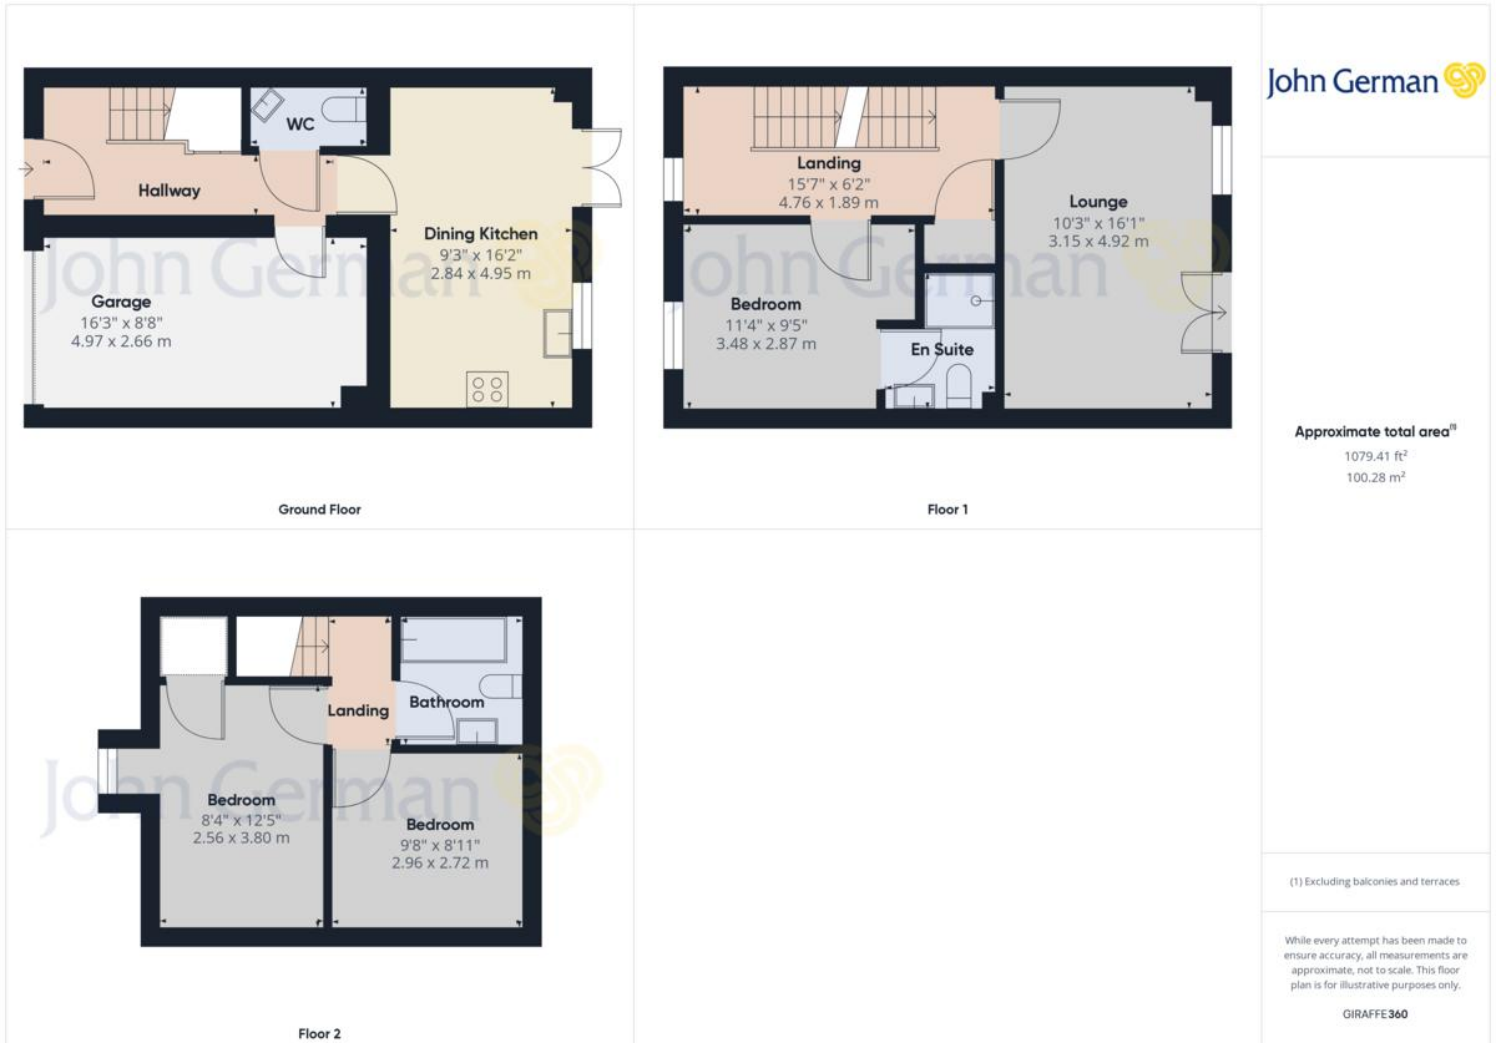 WC
Hallway
Dining Kitchen
9'3" x 16'2"
2.84 x 4.95 m
Garage
16'3" x 8'8"
4.97 x 2.66 m
John German
Ground Floor
Landing
15'7" x 6'2"
4.76 x 1.89 m
Lounge
10'3" x 16'1"
3.15 x 4.92 m
Bedroom
11'4" x 9'5"
3.48 x 2.87 m
En Suite
John German
Floor 1
Landing
Bathroom
Bedroom
8'4" x 12'5"
2.56 x 3.80 m
Bedroom
9'8" x 8'11"
2.96 x 2.72 m
John German
Floor 2
John German
Approximate total area(1)
1079.41 ft²
100.28 m²
(1) Excluding balconies and terraces
While every attempt has been made to
ensure accuracy, all measurements are
approximate, not to scale. This floor
plan is for illustrative purposes only.
GIRAFFE360